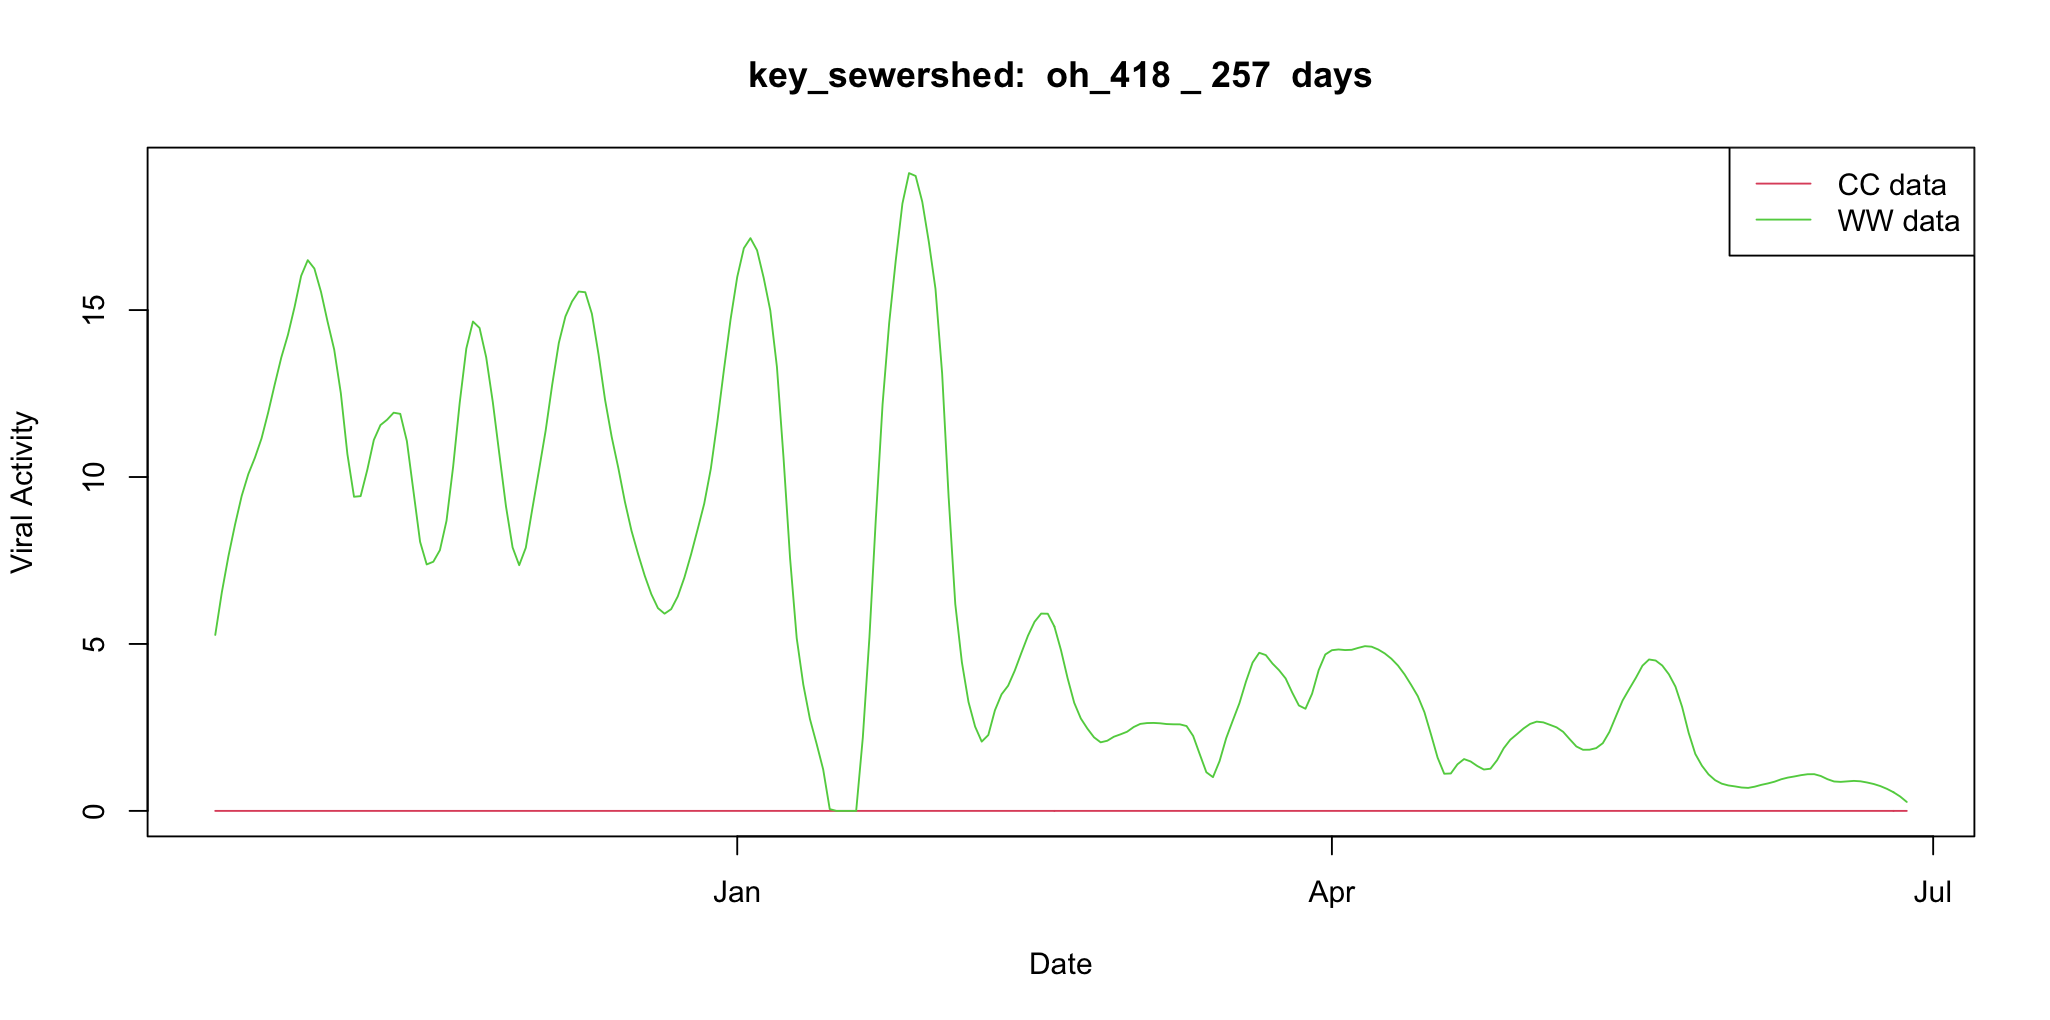 key_sewershed:  oh_418 _ 257  days
CC data
WW data
Viral Activity
15
10
5
0
Jan
Apr
Jul
Date